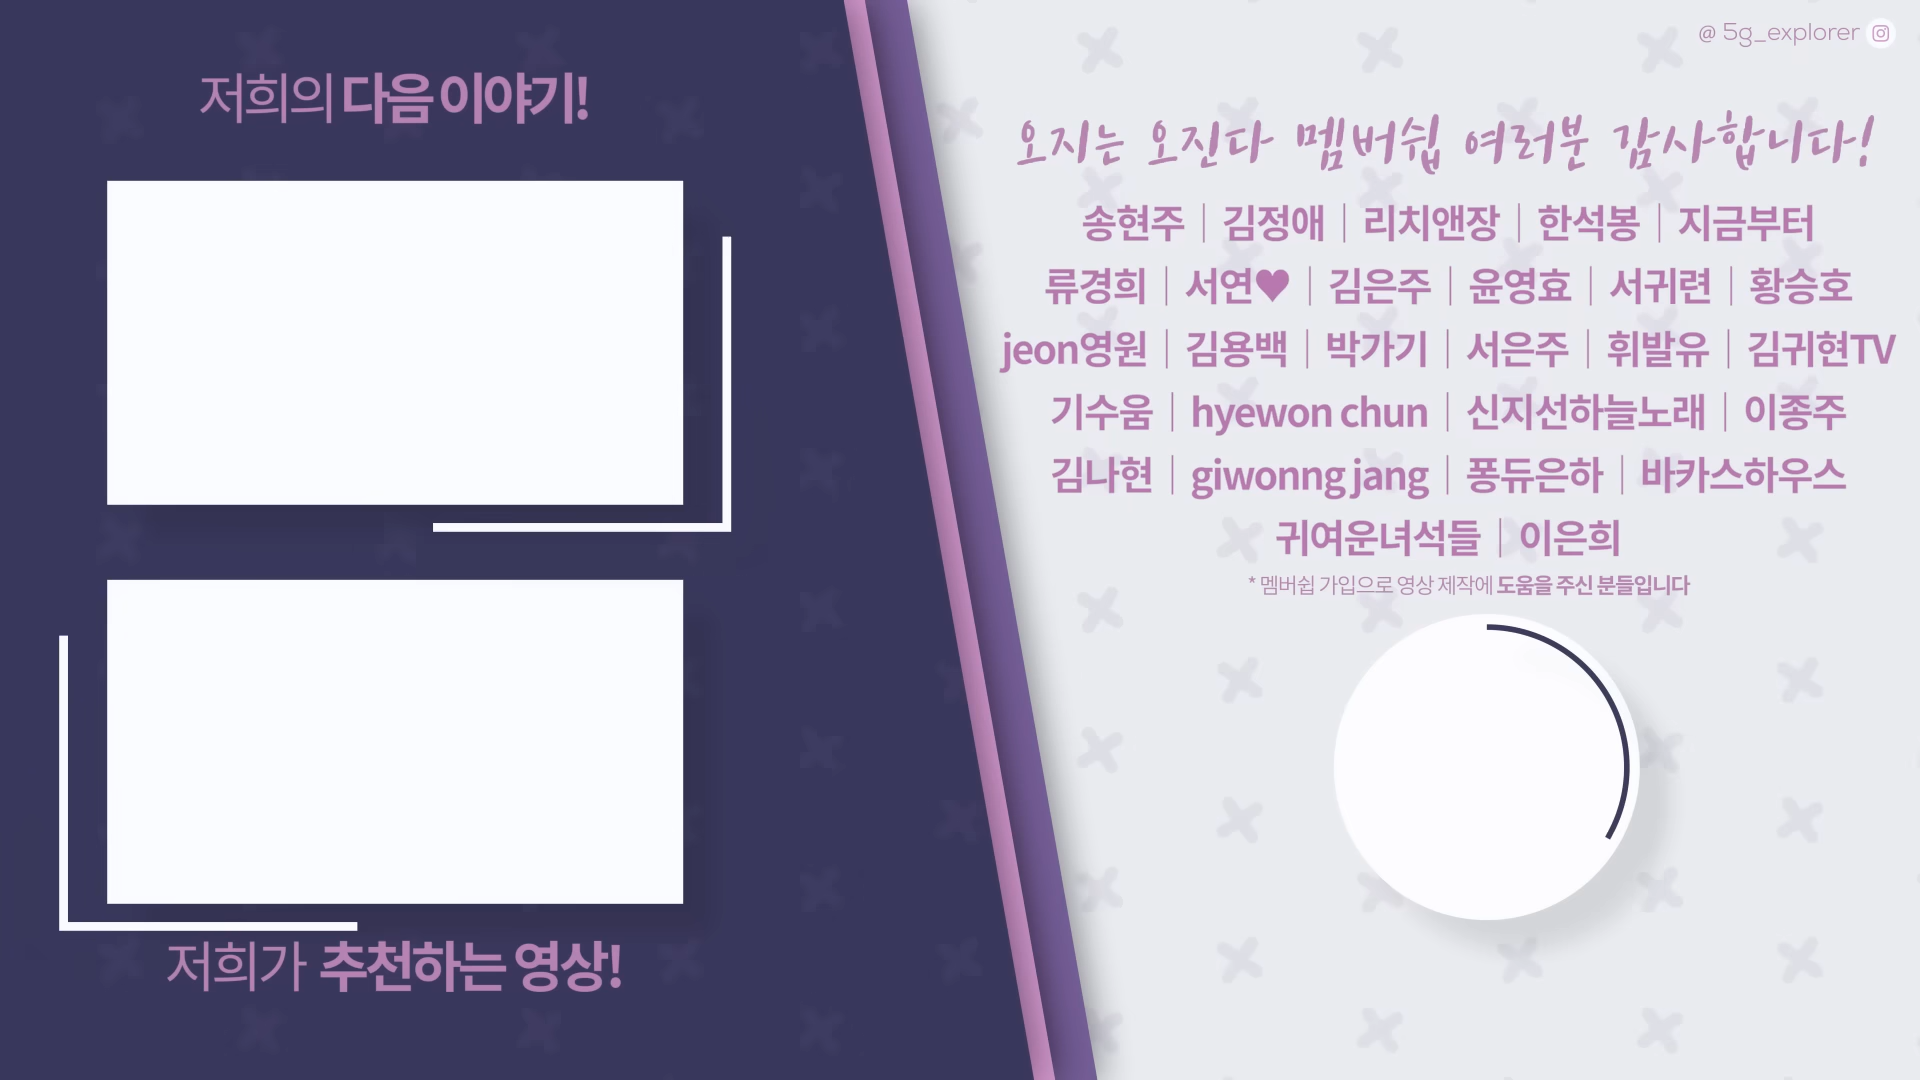 저희의 다음 이야기!
저희가 추천하는 영상!
@ 5g_explorer
오지는 오진다 멤버쉽 여러분 감사합니다!
송현주 | 김정애 | 리치앤장 | 한석봉 | 지금부터
류경희 | 서연♥ | 김은주 | 윤영효 | 서귀련 | 황승호
jeon영원 | 김용백 | 박가기 | 서은주 | 휘발유 | 김귀현TV
기수움 | hyewon chun | 신지선하늘노래 | 이종주
김나현 | giwonng jang | 퐁듀은하 | 바카스하우스
귀여운녀석들 | 이은희
* 멤버쉽 가입으로 영상 제작에 도움을 주신 분들입니다